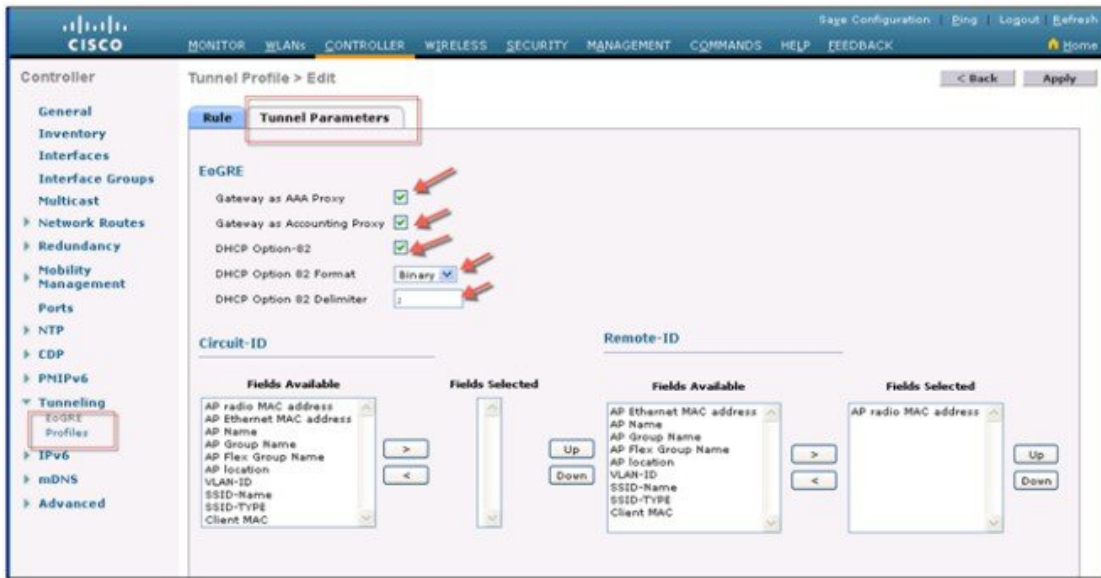 Save Configuration Ping Logout Refresh
CISCO MONITOR WLANs CONTROLLER WIRELESS SECURITY MANAGEMENT COMMANDS HELP FEEDBACK Home
Controller
General
Inventory
Interfaces
Interface Groups
Multicast
Network Routes
Redundancy
Mobility
Management
Ports
NTP
CDP
PMIPv6
Tunneling
EoGRE
Profiles
IPv6
mDNS
Advanced
Tunnel Profile > Edit
< Back Apply
Rule Tunnel Parameters
EoGRE
Gateway as AAA Proxy
Gateway as Accounting Proxy
DHCP Option-82
DHCP Option 82 Format Binary
DHCP Option 82 Delimiter ;
Circuit-ID
Fields Available
AP radio MAC address
AP Ethernet MAC address
AP Name
AP Group Name
AP Flex Group Name
AP location
VLAN-ID
SSID-Name
SSID-TYPE
Client MAC
>
<
Fields Selected
Up
Down
Remote-ID
Fields Available
AP Ethernet MAC address
AP Name
AP Group Name
AP Flex Group Name
AP location
VLAN-ID
SSID-Name
SSID-TYPE
Client MAC
>
<
Fields Selected
AP radio MAC address
Up
Down